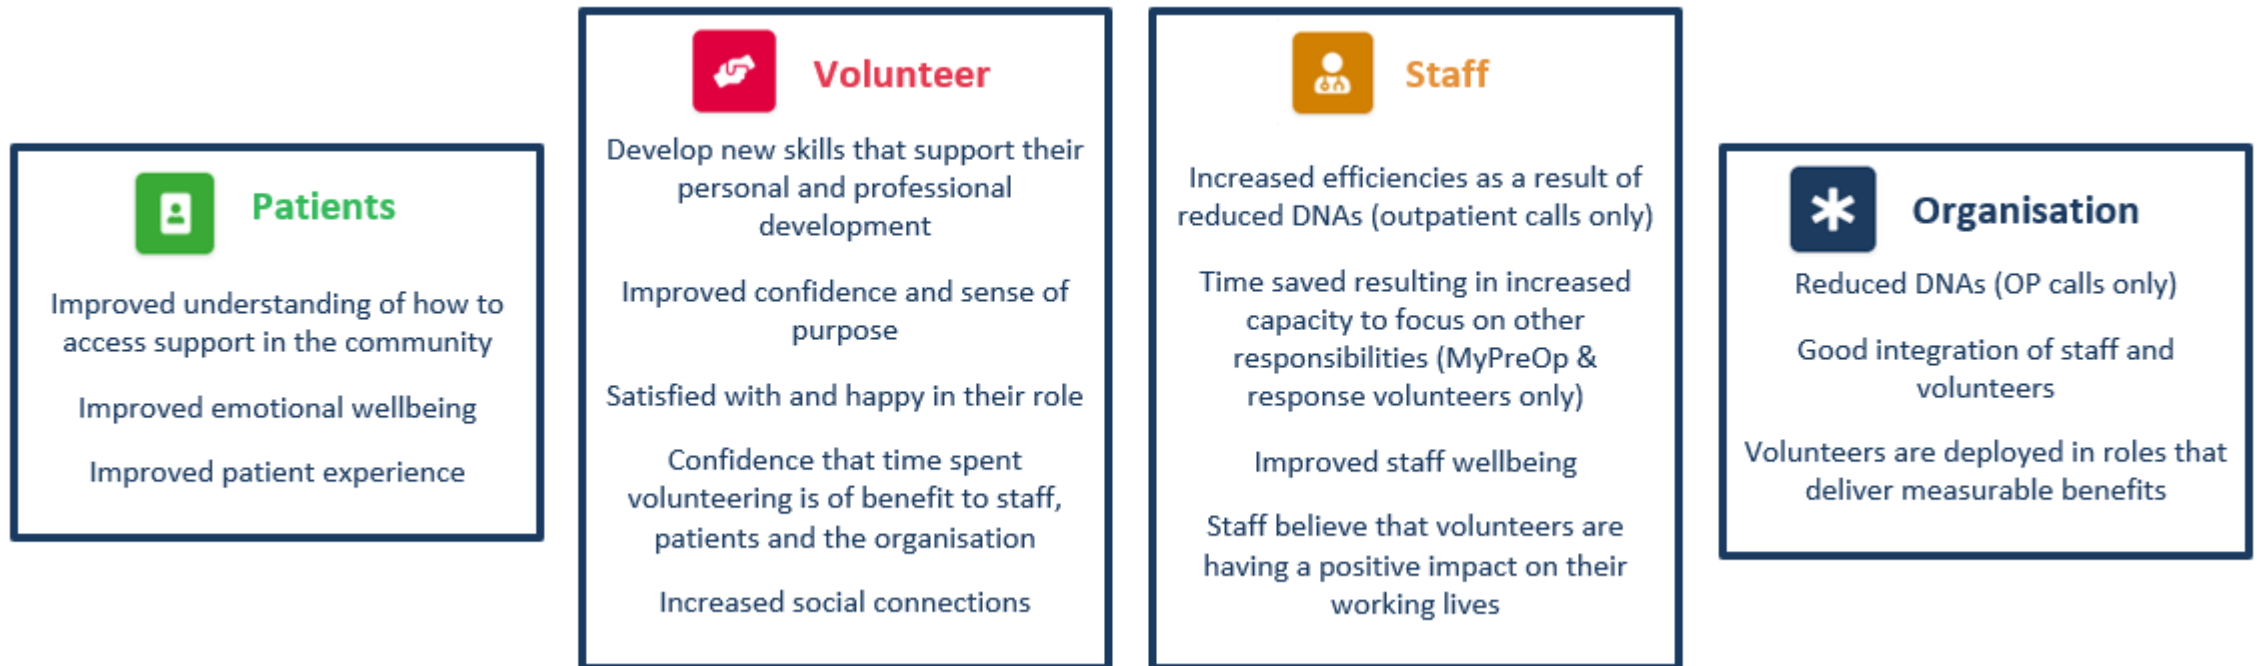 Patients
Improved understanding of how to
access support in the community
Improved emotional wellbeing
Improved patient experience
Volunteer
Develop new skills that support their
personal and professional
development
Improved confidence and sense of
purpose
Satisfied with and happy in their role
Confidence that time spent
volunteering is of benefit to staff,
patients and the organisation
Increased social connections
Staff
Increased efficiencies as a result of
reduced DNAs (outpatient calls only)
Time saved resulting in increased
capacity to focus on other
responsibilities (MyPreOp &
response volunteers only)
Improved staff wellbeing
Staff believe that volunteers are
having a positive impact on their
working lives
Organisation
Reduced DNAs (OP calls only)
Good integration of staff and
volunteers
Volunteers are deployed in roles that
deliver measurable benefits